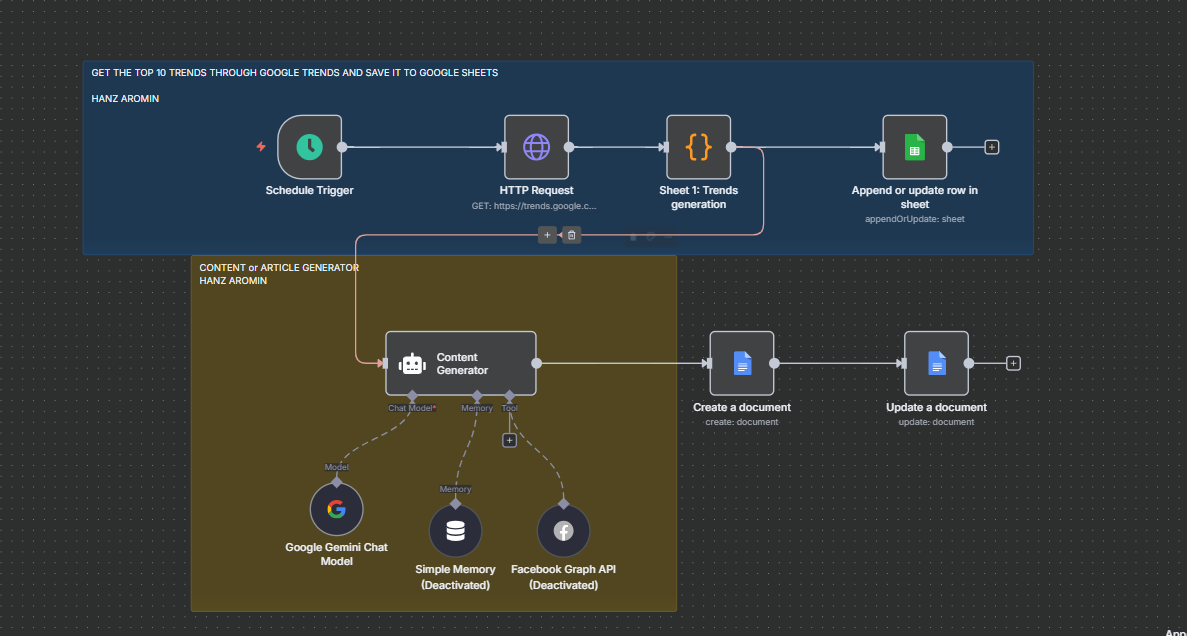 GET THE TOP 10 TRENDS THROUGH GOOGLE TRENDS AND SAVE IT TO GOOGLE SHEETS
HANZ AROMIN
Schedule Trigger
HTTP Request
GET: https://trends.google.c...
Sheet 1: Trends
generation
Append or update row in
sheet
appendOrUpdate: sheet
CONTENT or ARTICLE GENERATOR
HANZ AROMIN
Content
Generator
Chat Model*
Memory
Tool
Create a document
create: document
Update a document
update: document
Model
Google Gemini Chat
Model
Memory
Simple Memory
(Deactivated)
Facebook Graph API
(Deactivated)
App